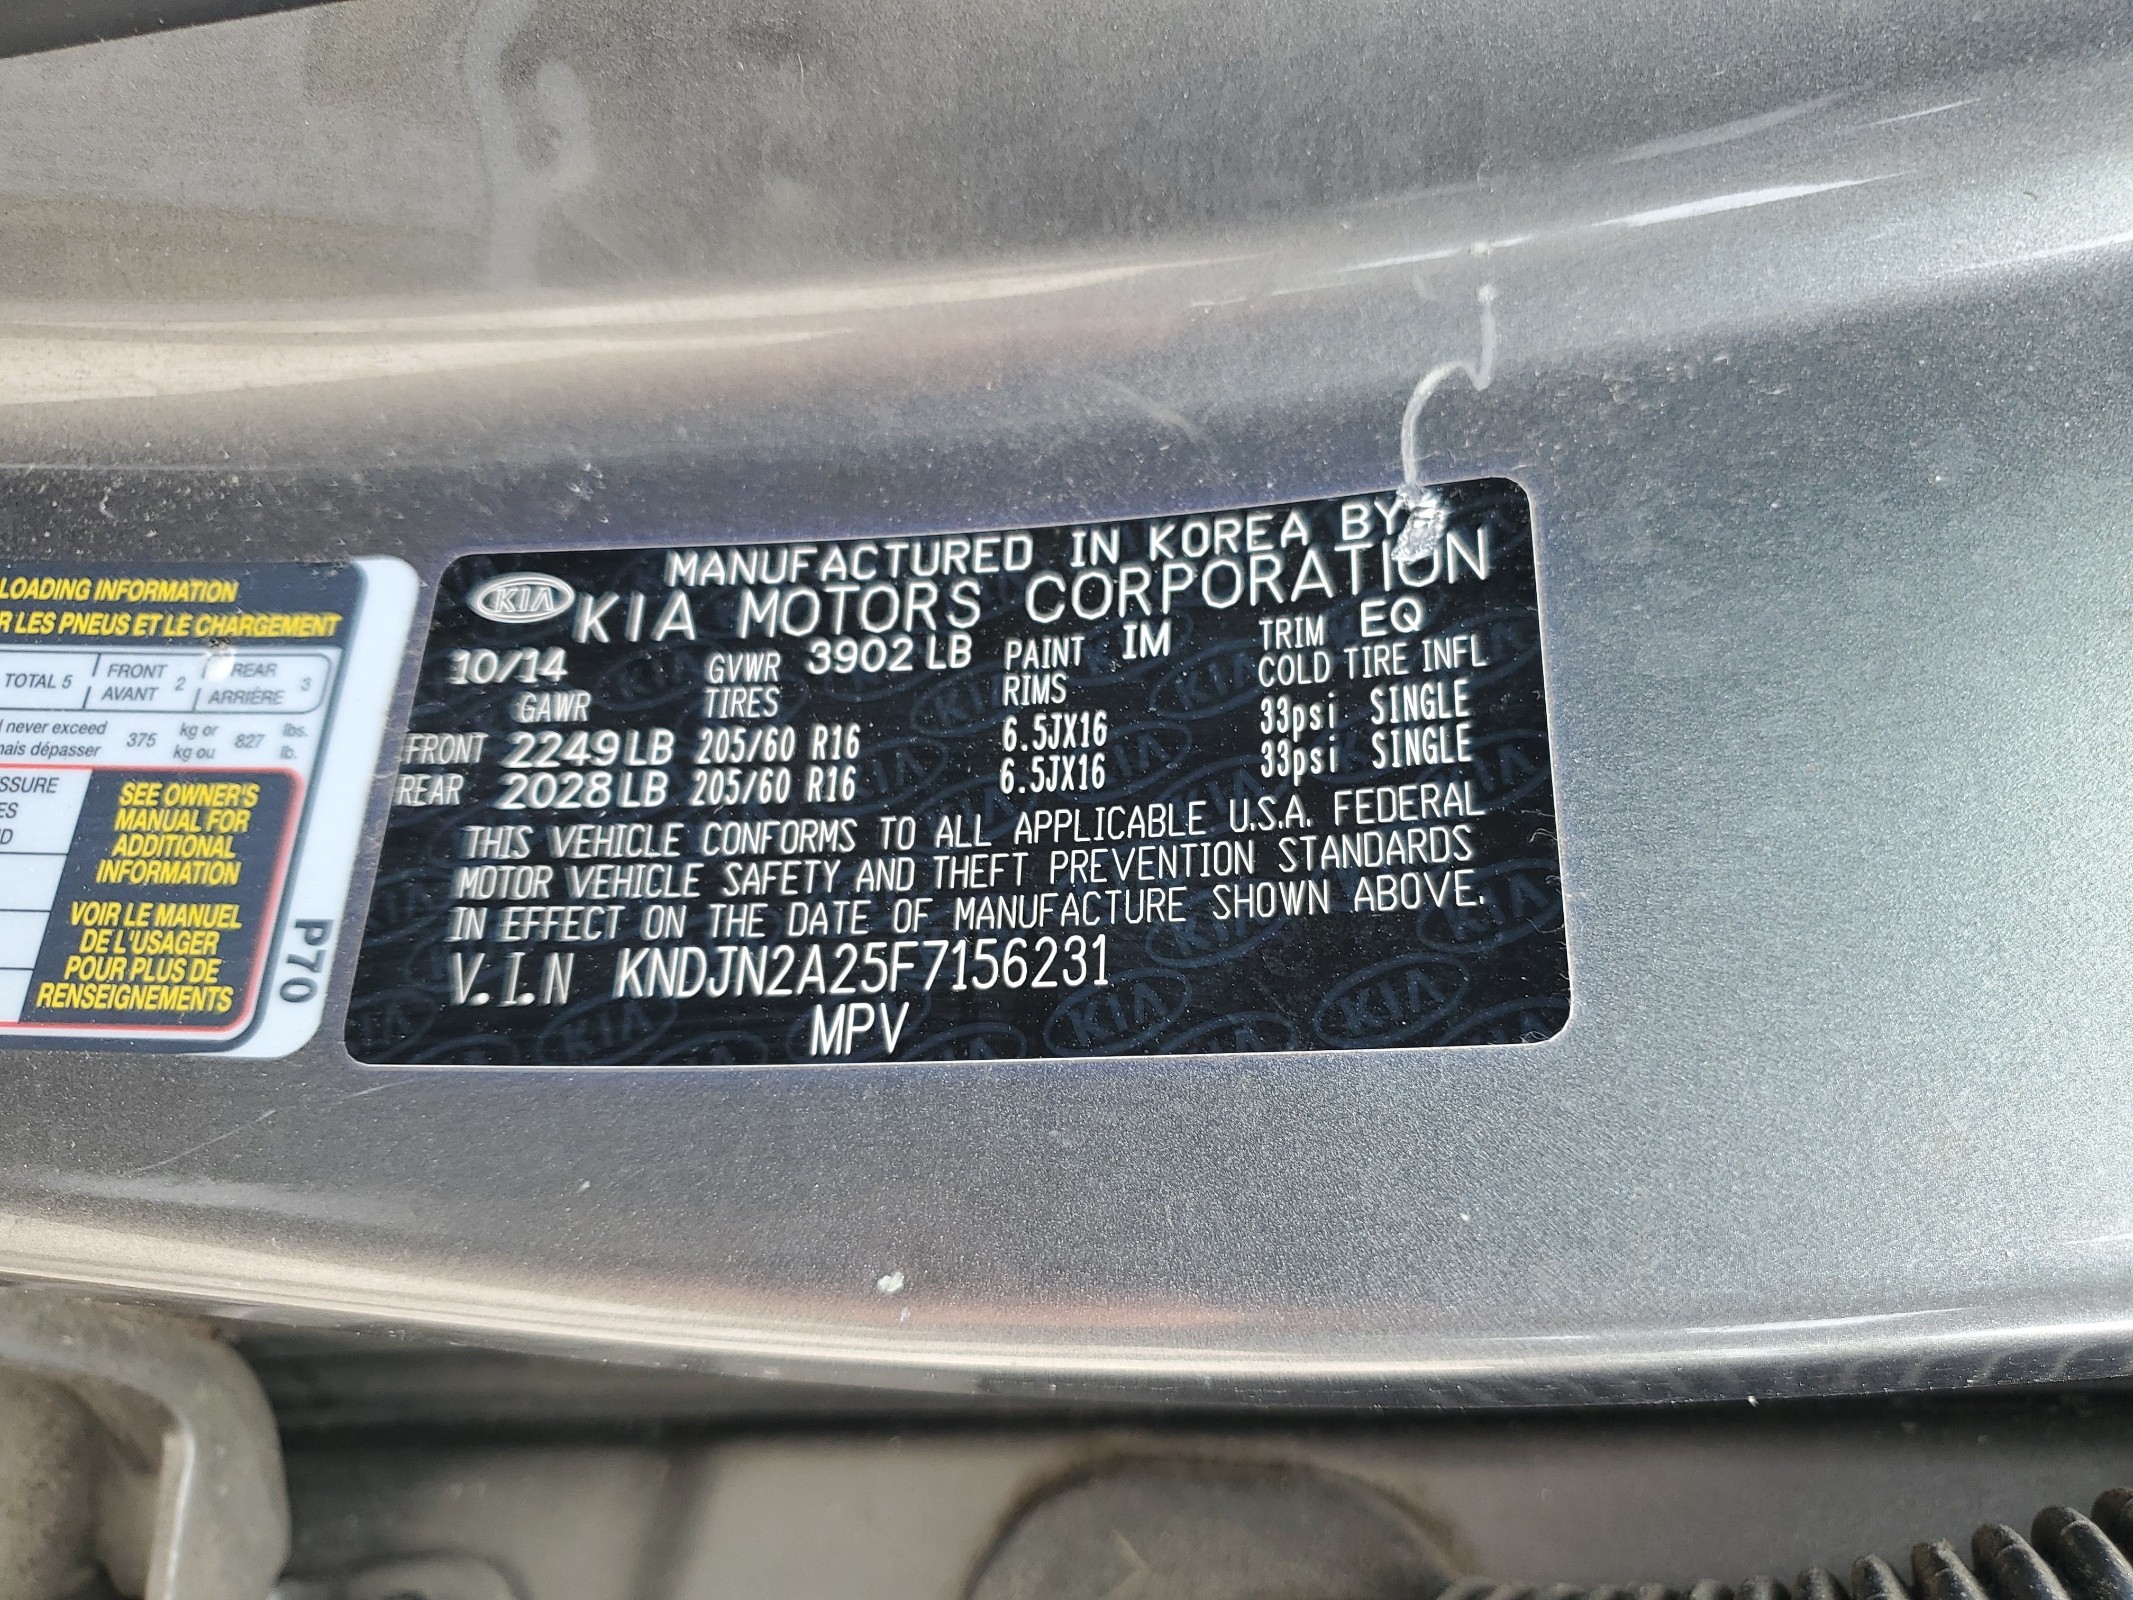 LOADING INFORMATION
R LES PNEUS ET LE CHARGEMENT
TOTAL 5 FRONT AVANT 2 REAR ARRIÈRE 3
never exceed 375 kg or 827 lbs.
mais dépasser kg ou lb.
SSURE
ES
D
SEE OWNER'S
MANUAL FOR
ADDITIONAL
INFORMATION
VOIR LE MANUEL
DE L'USAGER
POUR PLUS DE
RENSEIGNEMENTS
P70
MANUFACTURED IN KOREA BY
KIA KIA MOTORS CORPORATION
10/14 GVWR 3902 LB PAINT IM TRIM EQ
GAWR TIRES RIMS COLD TIRE INFL
FRONT 2249 LB 205/60 R16 6.5JX16 33psi SINGLE
REAR 2028 LB 205/60 R16 6.5JX16 33psi SINGLE
THIS VEHICLE CONFORMS TO ALL APPLICABLE U.S.A. FEDERAL
MOTOR VEHICLE SAFETY AND THEFT PREVENTION STANDARDS
IN EFFECT ON THE DATE OF MANUFACTURE SHOWN ABOVE.
V.I.N KNDJN2A25F7156231
MPV